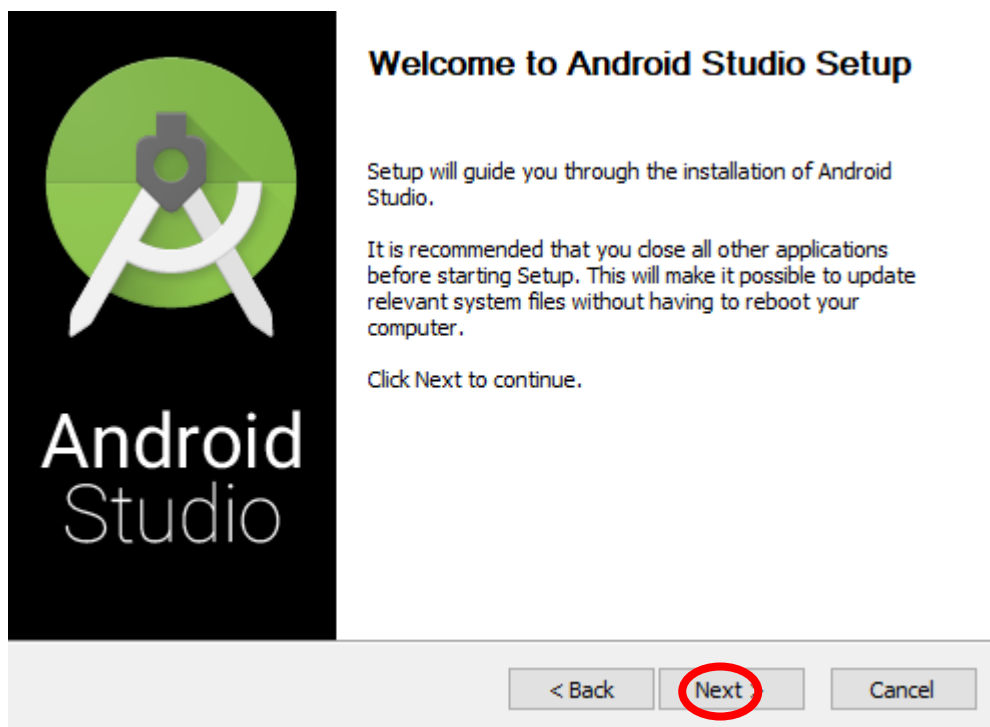 Welcome to Android Studio Setup
Setup will guide you through the installation of Android
Studio.
It is recommended that you close all other applications
before starting Setup. This will make it possible to update
relevant system files without having to reboot your
computer.
Click Next to continue.
Android
Studio
< Back
Next >
Cancel